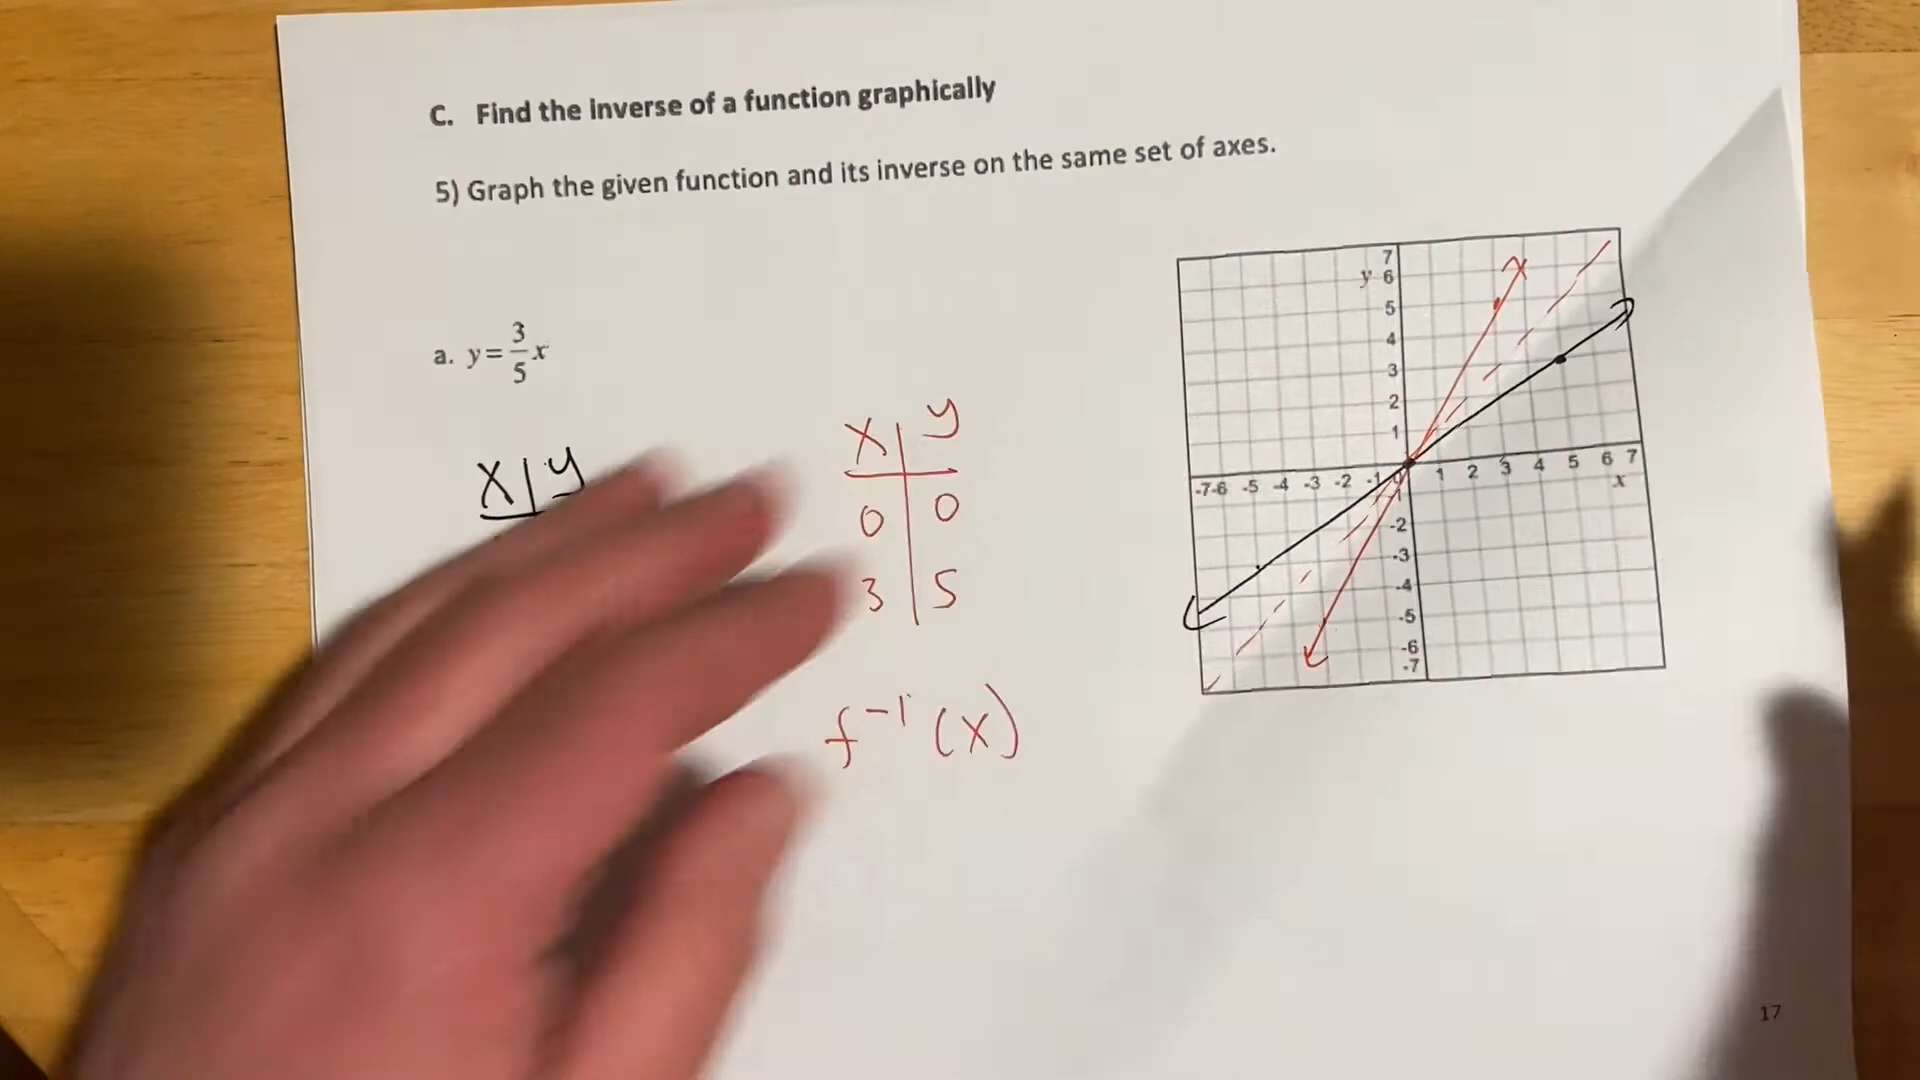 C. Find the inverse of a function graphically
5) Graph the given function and its inverse on the same set of axes.
a. y = 3/5 x
x | y
x | y
0 | 0
3 | 5
f⁻¹(x)
y
7
6
5
4
3
2
1
-7 -6 -5 -4 -3 -2 -1 0 1 2 3 4 5 6 7
x
-1
-2
-3
-4
-5
-6
-7
17